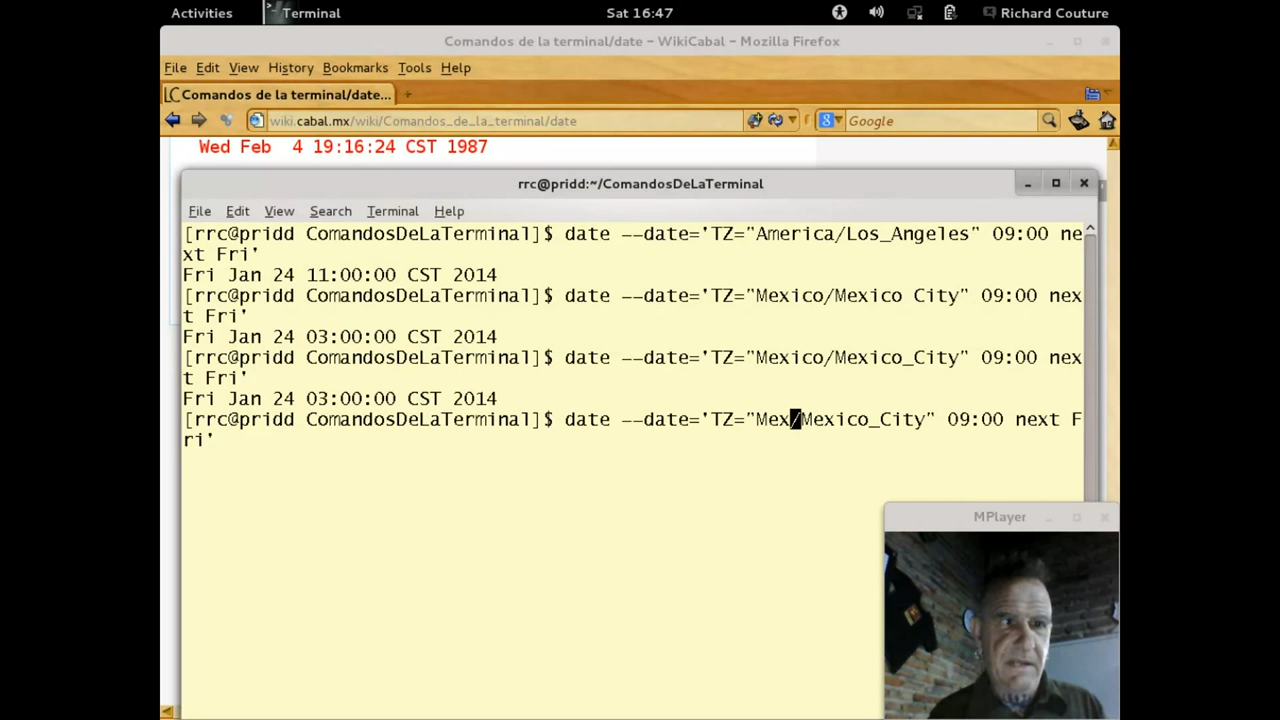 Activities
Terminal
Sat 16:47
Richard Couture
Comandos de la terminal/date – WikiCabal – Mozilla Firefox
File Edit View History Bookmarks Tools Help
Comandos de la terminal/date...
wiki.cabal.mx/wiki/Comandos_de_la_terminal/date
Google
Wed Feb  4 19:16:24 CST 1987
rrc@pridd:~/ComandosDeLaTerminal
File Edit View Search Terminal Help
[rrc@pridd ComandosDeLaTerminal]$ date --date='TZ="America/Los_Angeles" 09:00 ne
xt Fri'
Fri Jan 24 11:00:00 CST 2014
[rrc@pridd ComandosDeLaTerminal]$ date --date='TZ="Mexico/Mexico City" 09:00 nex
t Fri'
Fri Jan 24 03:00:00 CST 2014
[rrc@pridd ComandosDeLaTerminal]$ date --date='TZ="Mexico/Mexico_City" 09:00 nex
t Fri'
Fri Jan 24 03:00:00 CST 2014
[rrc@pridd ComandosDeLaTerminal]$ date --date='TZ="Mex/Mexico_City" 09:00 next F
ri'
MPlayer